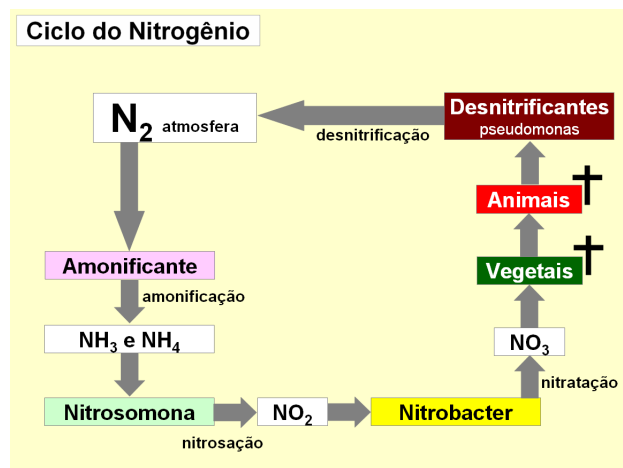 Ciclo do Nitrogênio
N₂ atmosfera
desnitrificação
Desnitrificantes
pseudomonas
Animais
Vegetais
Amonificante
amonificação
NH₃ e NH₄
NO₃
nitratação
Nitrosomona
nitrosação
NO₂
Nitrobacter